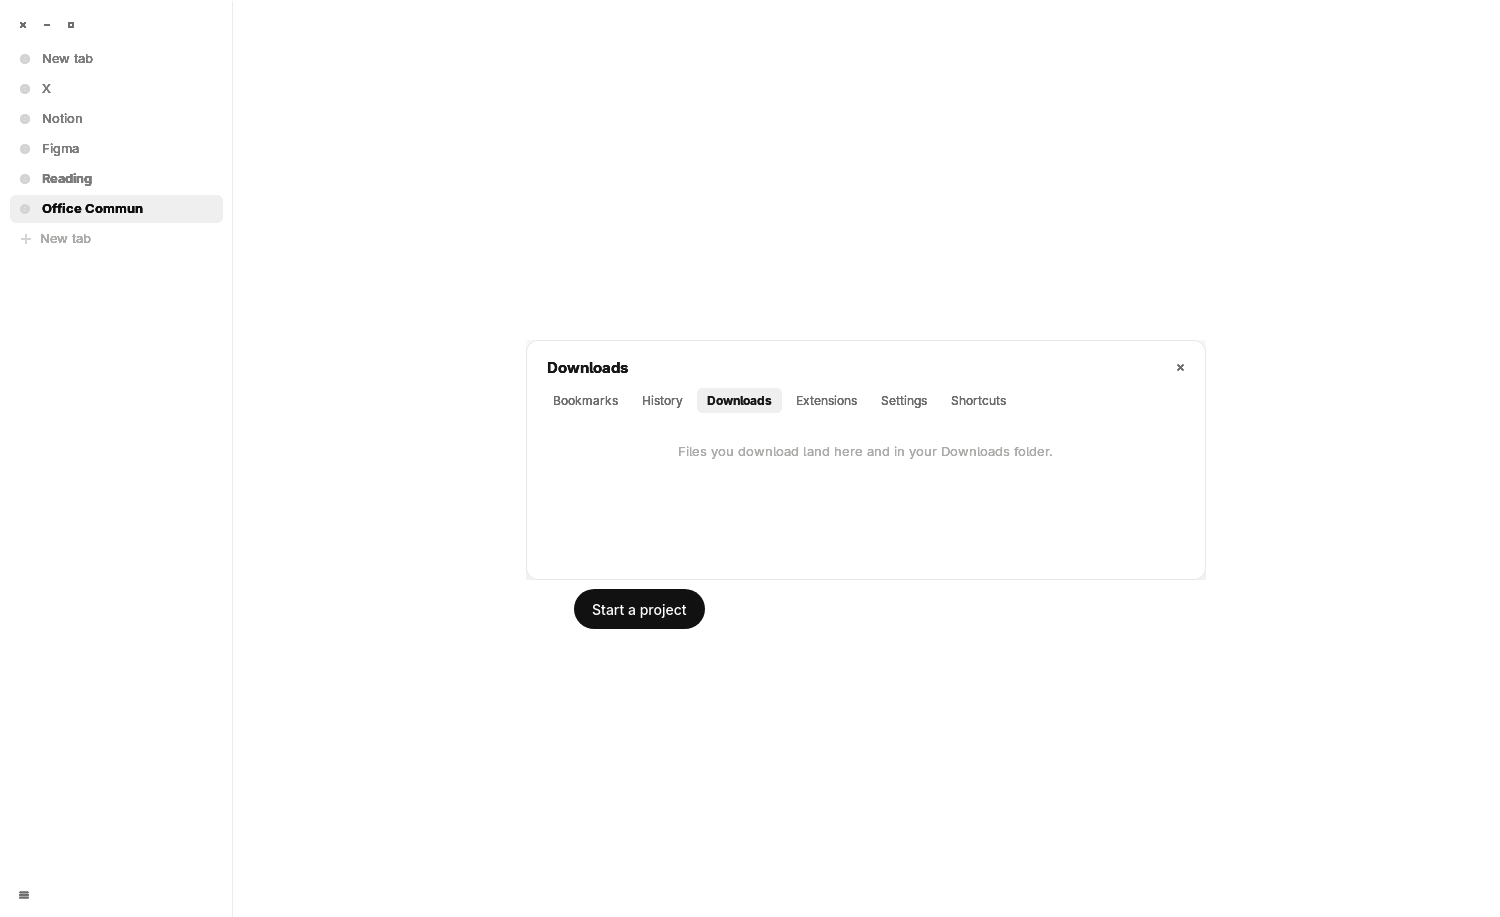 New tab
X
Notion
Figma
Reading
Office Commun
New tab
Downloads
Bookmarks History Downloads Extensions Settings Shortcuts
Files you download land here and in your Downloads folder.
Start a project